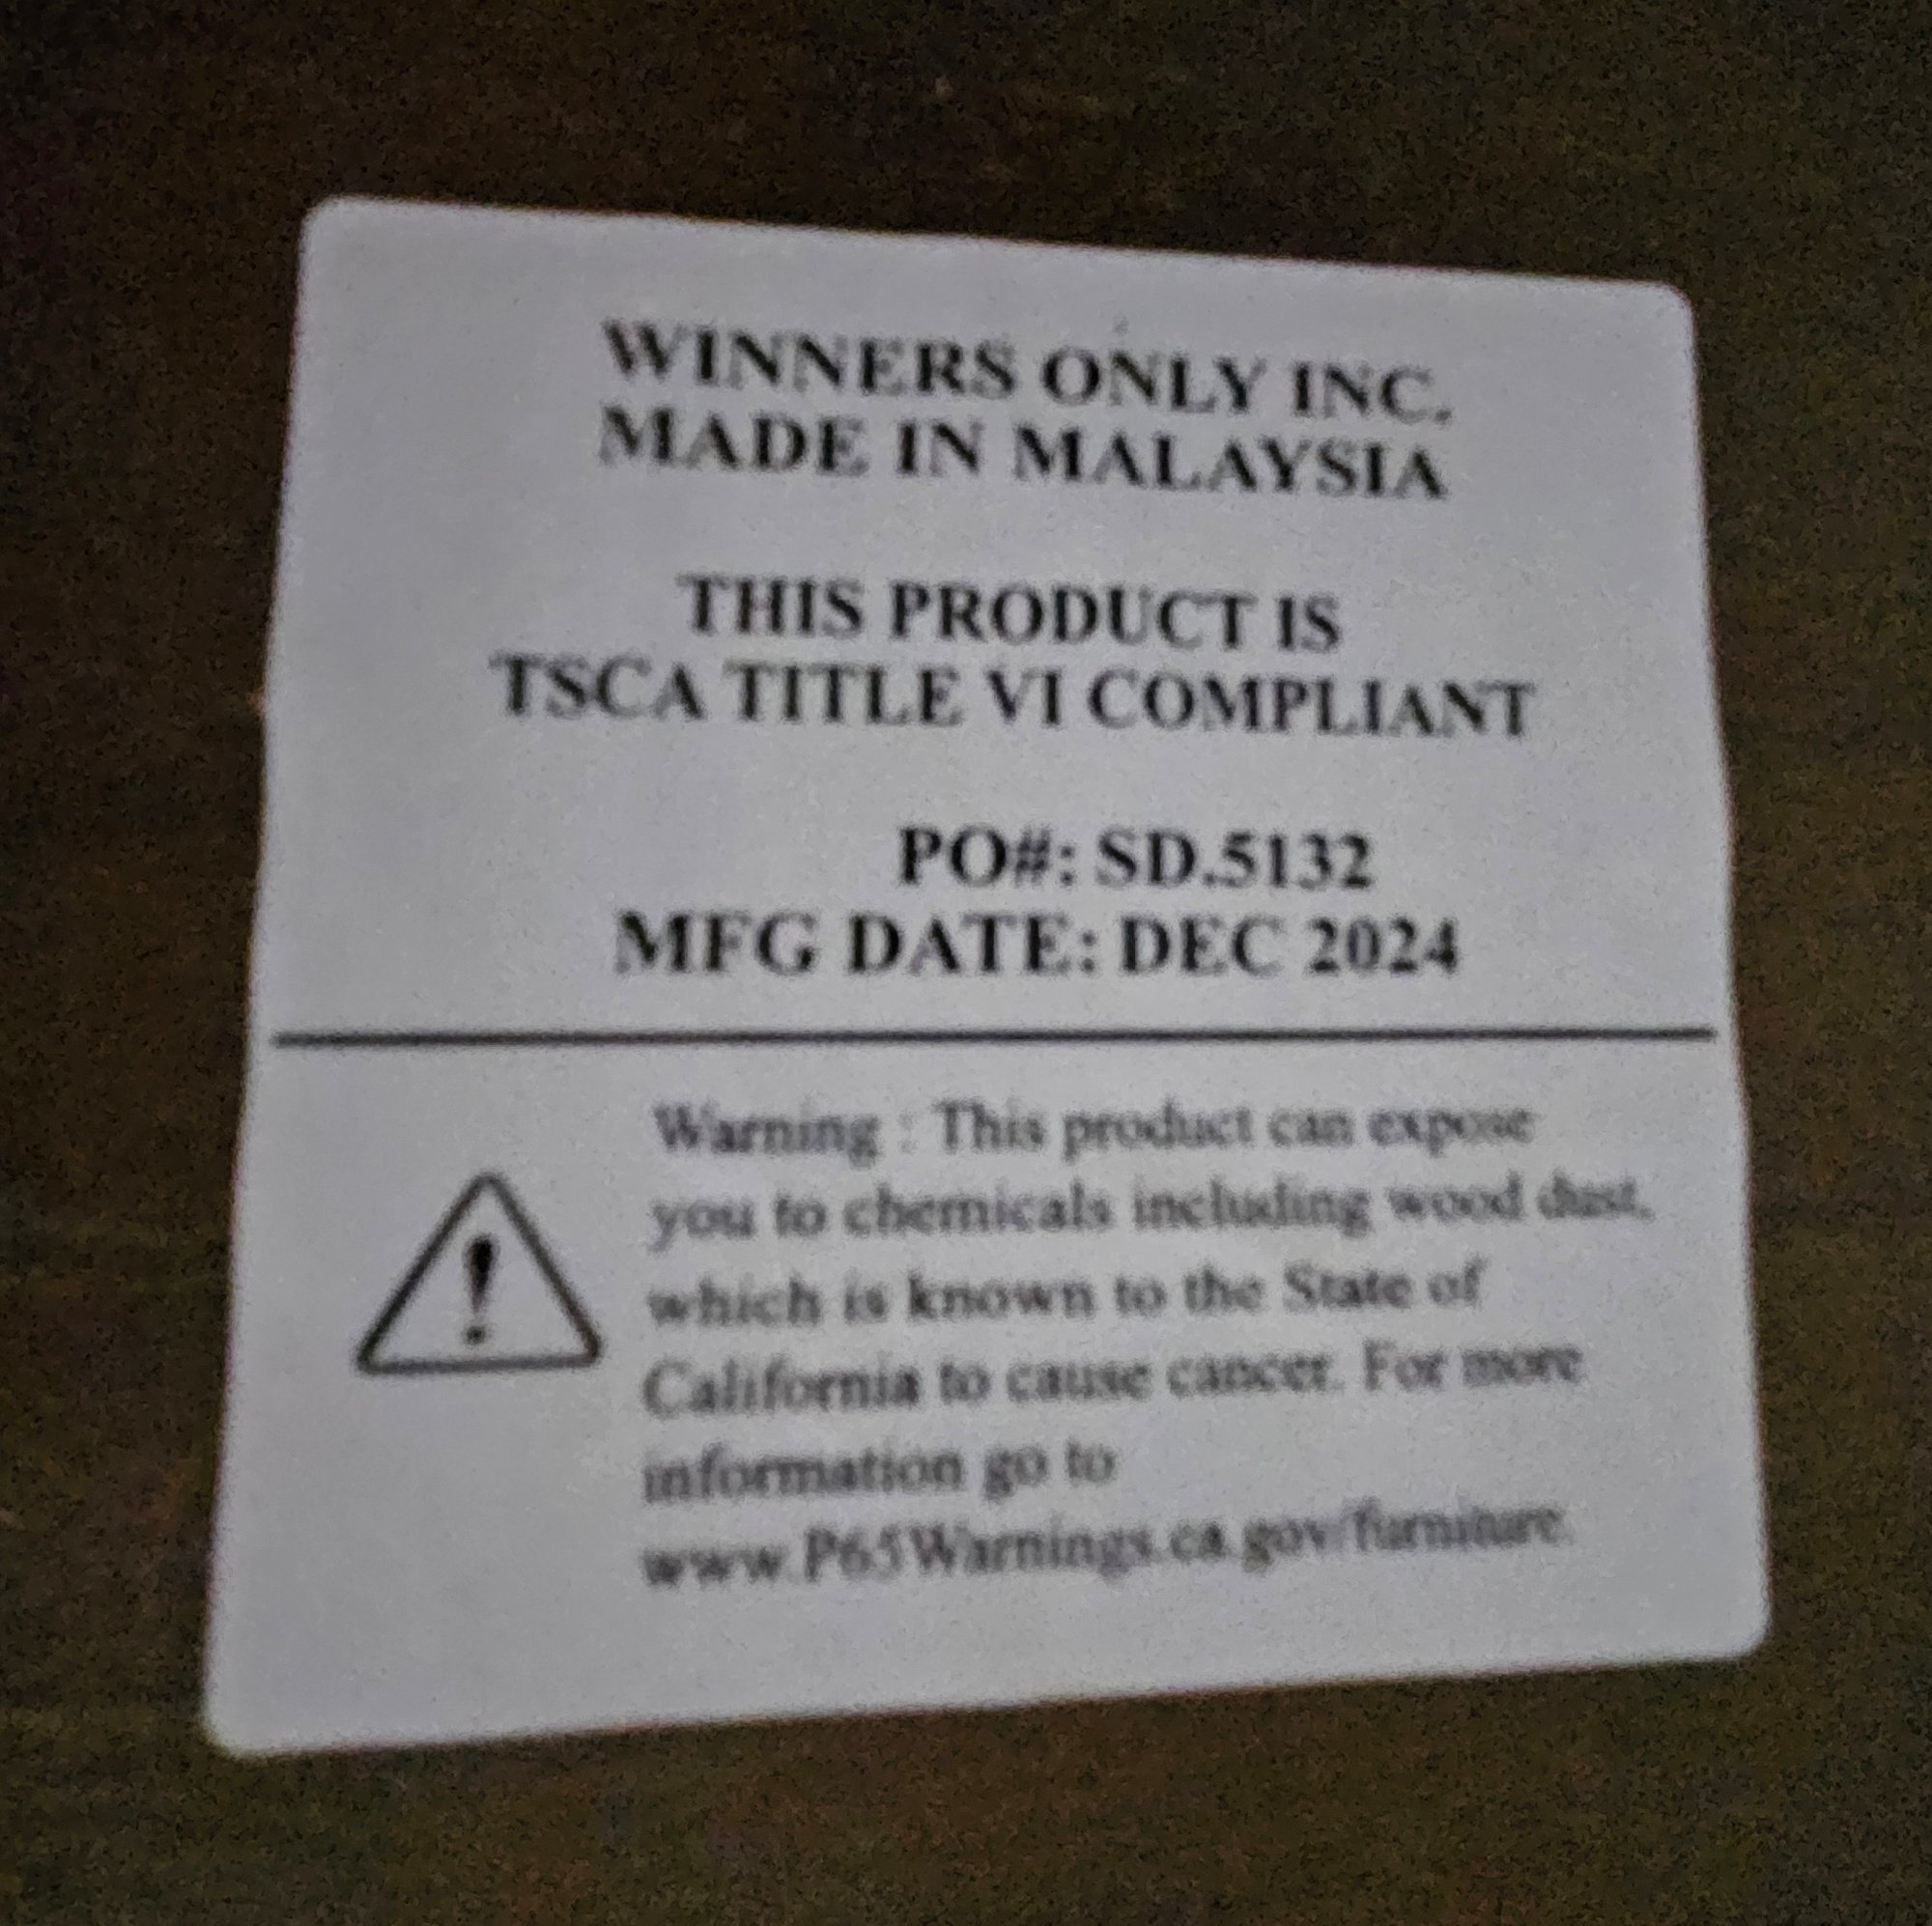 WINNERS ONLY INC.
MADE IN MALAYSIA
THIS PRODUCT IS
TSCA TITLE VI COMPLIANT
PO#: SD.5132
MFG DATE: DEC 2024
Warning : This product can expose
you to chemicals including wood dust,
which is known to the State of
California to cause cancer. For more
information go to
www.P65Warnings.ca.gov/furniture.